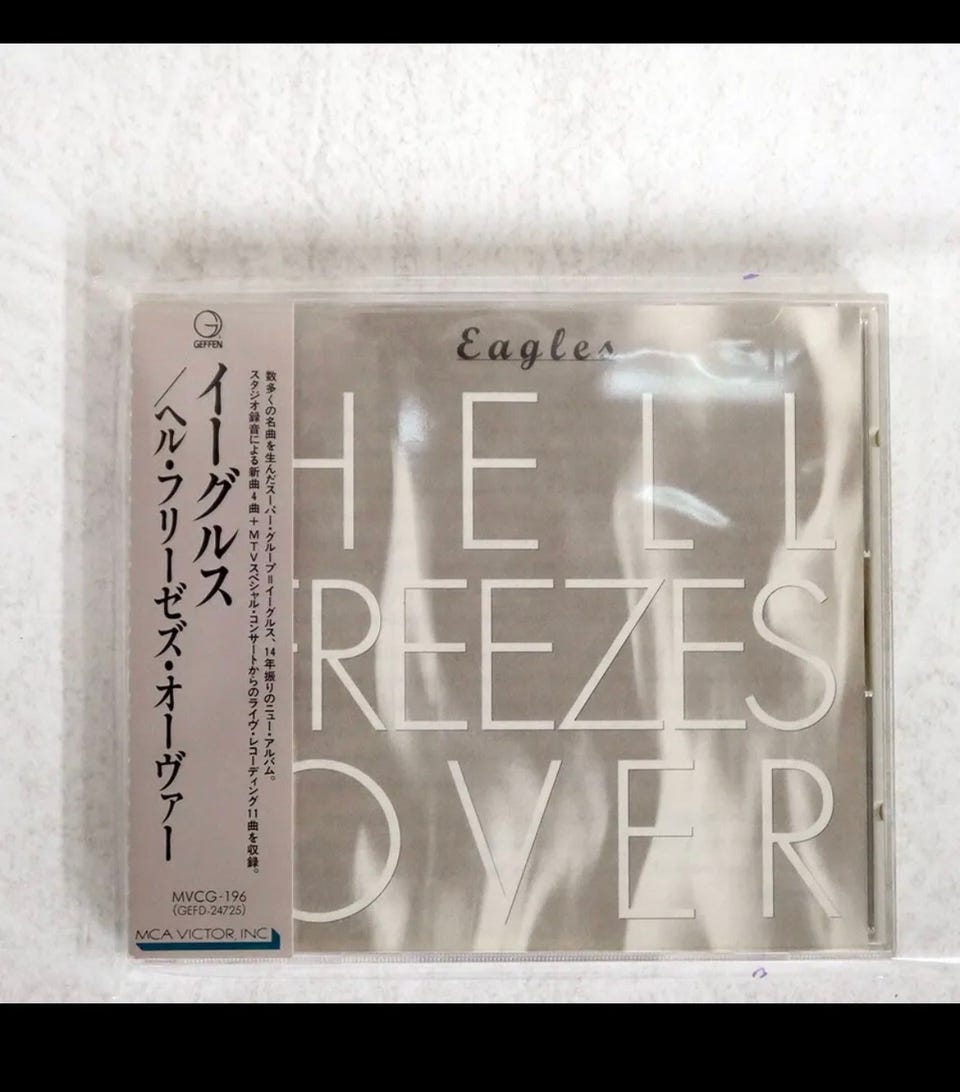 GEFFEN
イーグルス
／ヘル・フリーゼズ・オーヴァー
数多くの名曲を生んだスーパー・グループ＝イーグルス、14年振りのニュー・アルバム。
スタジオ録音による新曲4曲＋MTVスペシャル・コンサートからのライヴ・レコーディング11曲を収録。
MVCG-196
(GEFD-24725)
MCA VICTOR, INC.
Eagles
HELL
FREEZES
OVER